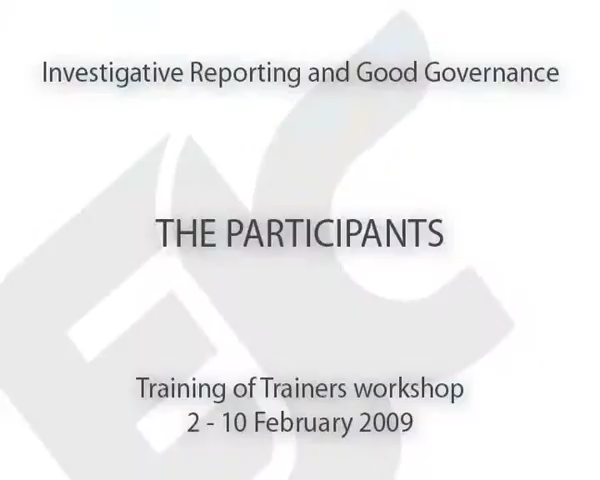 Investigative Reporting and Good Governance
THE PARTICIPANTS
Training of Trainers workshop
2 - 10 February 2009